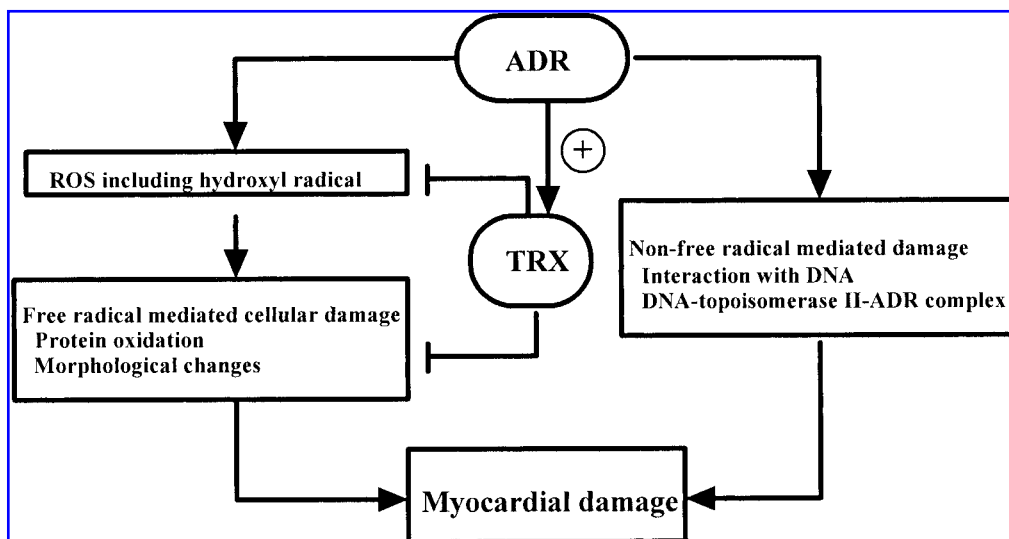 ADR
+
ROS including hydroxyl radical
TRX
Non-free radical mediated damage
Interaction with DNA
DNA-topoisomerase II-ADR complex
Free radical mediated cellular damage
Protein oxidation
Morphological changes
Myocardial damage